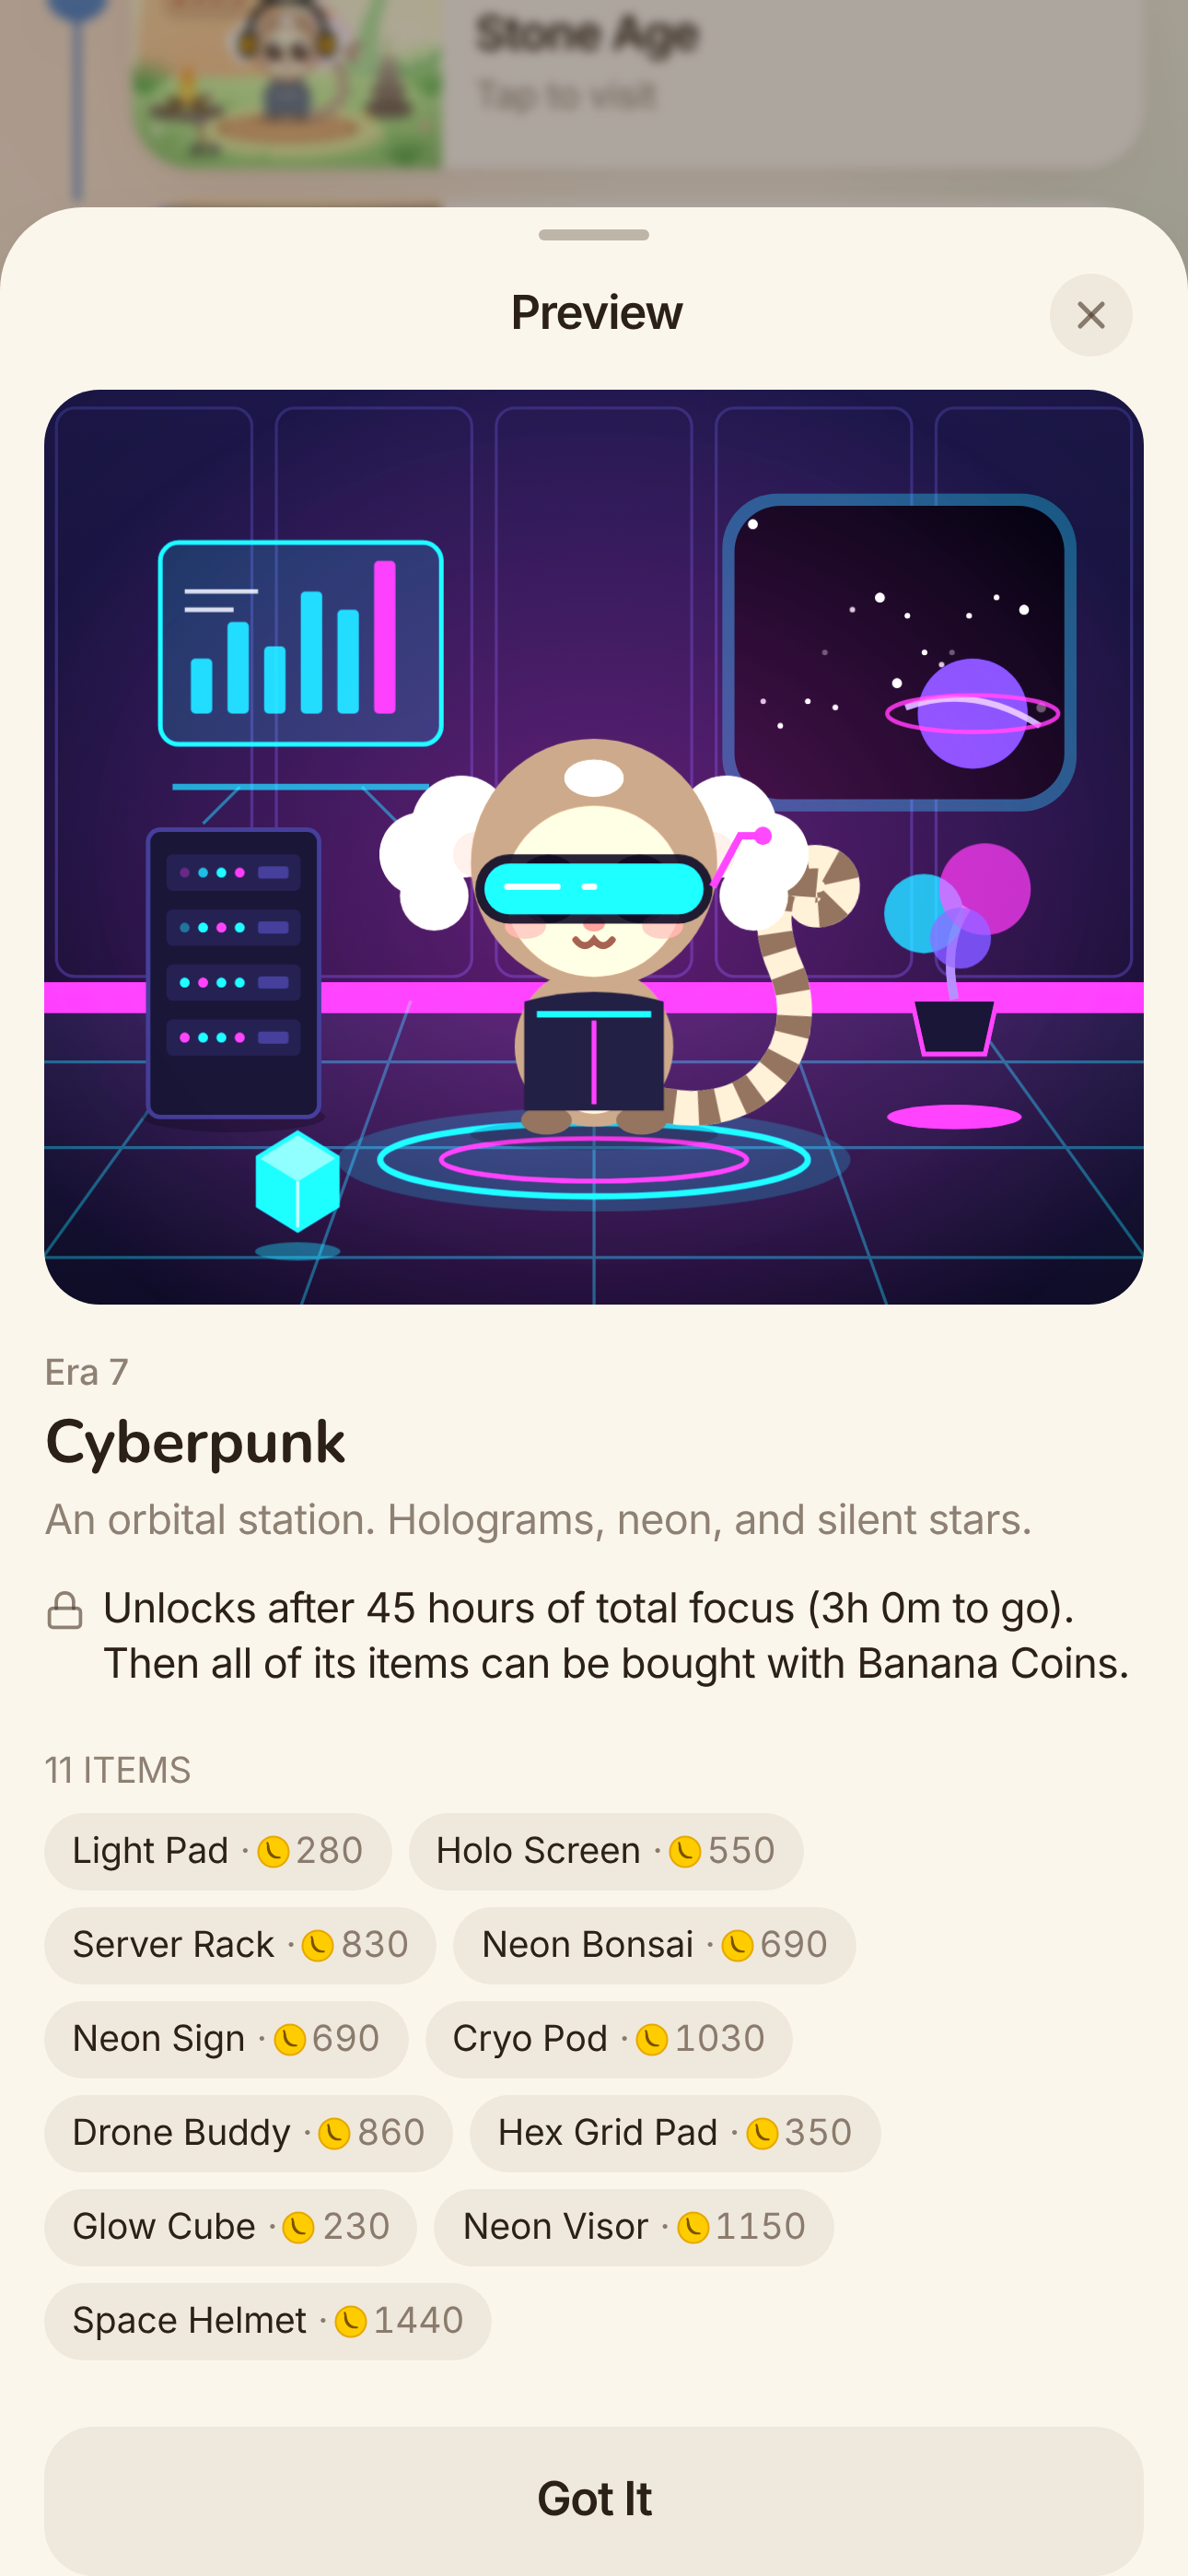 Stone Age
Tap to visit
Preview
Era 7
Cyberpunk
An orbital station. Holograms, neon, and silent stars.
Unlocks after 45 hours of total focus (3h 0m to go).
Then all of its items can be bought with Banana Coins.
11 ITEMS
Light Pad · 280 Holo Screen · 550
Server Rack · 830 Neon Bonsai · 690
Neon Sign · 690 Cryo Pod · 1030
Drone Buddy · 860 Hex Grid Pad · 350
Glow Cube · 230 Neon Visor · 1150
Space Helmet · 1440
Got It